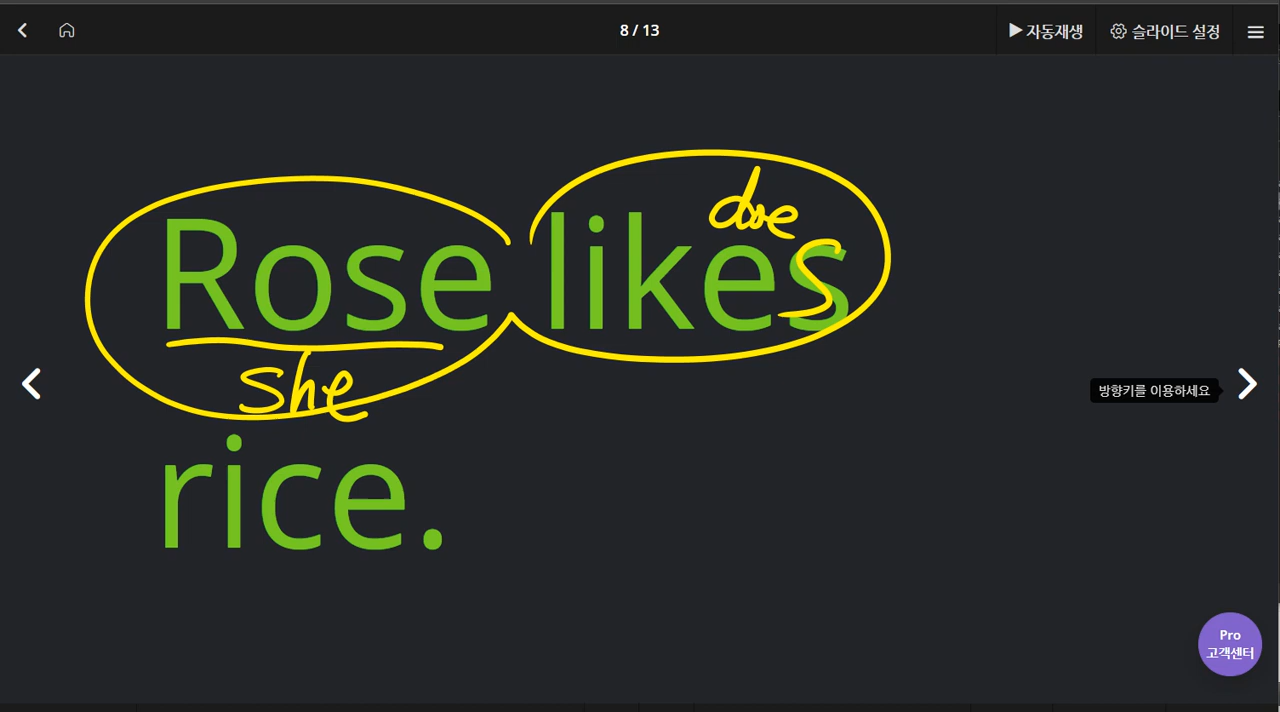 8 / 13
▶ 자동재생
슬라이드 설정
doe
Rose likes
s
she
방향키를 이용하세요
rice.
Pro
고객센터